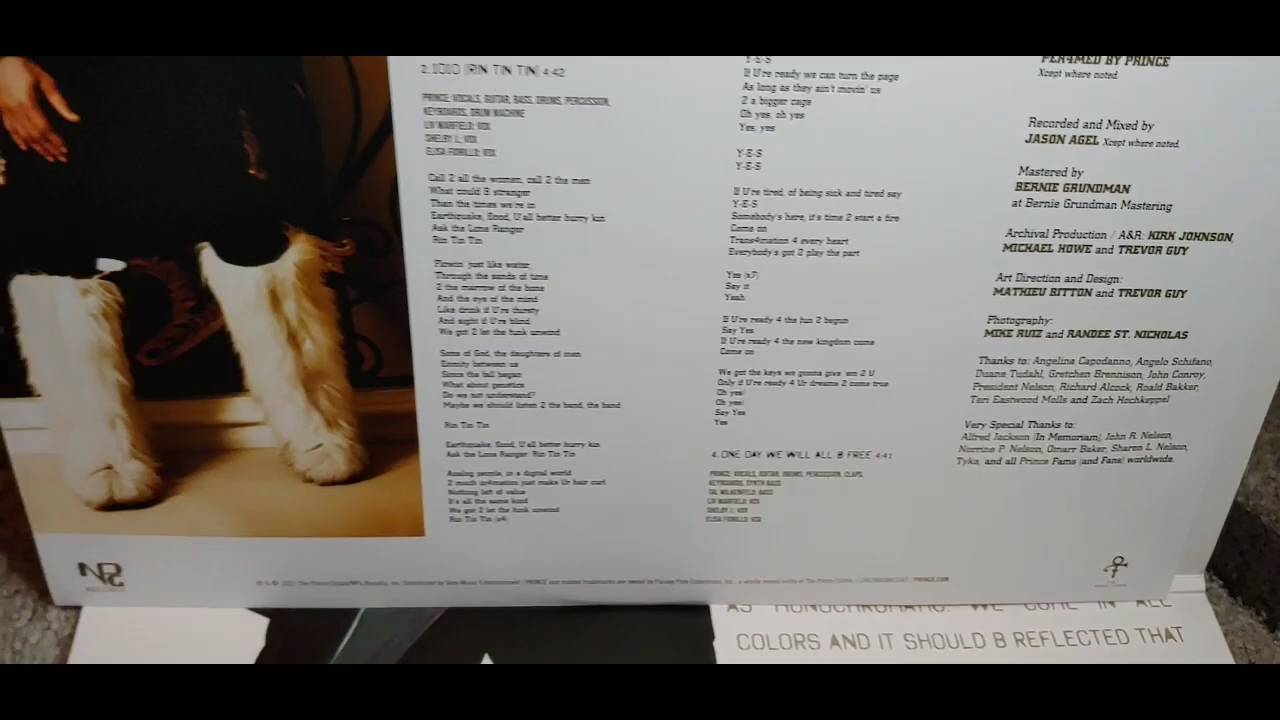 2. 1010 (RIN TIN TIN) 4:42
PRINCE: VOCALS, GUITAR, BASS, DRUMS, PERCUSSION,
KEYBOARDS, DRUM MACHINE
LIV WARFIELD: VOX
SHELBY J.: VOX
ELISA FIORILLO: VOX
Call 2 all the women, call 2 the men
What could B stranger
Than the times we're in
Earthquake, flood, U all better hurry kin
Ask the Lone Ranger
Rin Tin Tin
Flowin' just like water
Through the sands of time
2 the marrow of the bone
And the eye of the mind
Like drink if U're thirsty
And sight if U're blind
We got 2 let the funk unwind
Sons of God, the daughters of men
Enmity between us
Since the fall began
What about genetics
Do we not understand?
Maybe we should listen 2 the band, the band
Rin Tin Tin
Earthquake, flood, U all better hurry kin
Ask the Lone Ranger Rin Tin Tin
Analog people, in a digital world
2 much in4mation just make Ur hair curl
Nothing left of value
It's all the same kind
We got 2 let the funk unwind
Rin Tin Tin (x4)
Y-E-S
If U're ready we can turn the page
As long as they ain't movin' us
2 a bigger cage
Oh yes, oh yes
Yes, yes
Y-E-S
Y-E-S
If U're tired, of being sick and tired say
Y-E-S
Somebody's here, it's time 2 start a fire
Come on
Trans4mation 4 every heart
Everybody's got 2 play the part
Yes (x7)
Say it
Yeah
If U're ready 4 the fun 2 begun
Say Yes
If U're ready 4 the new kingdom come
Come on
We got the keys we gonna give 'em 2 U
Only if U're ready 4 Ur dreams 2 come true
Oh yes!
Oh yes!
Say Yes
Yes
4. ONE DAY WE WILL ALL B FREE 4:41
PRINCE: VOCALS, GUITAR, DRUMS, PERCUSSION, CLAPS,
KEYBOARDS, SYNTH BASS
TAL WILKENFELD: BASS
LIV WARFIELD: VOX
SHELBY J.: VOX
ELISA FIORILLO: VOX
PER4MED BY PRINCE
Xcept where noted.
Recorded and Mixed by
JASON AGEL Xcept where noted.
Mastered by
BERNIE GRUNDMAN
at Bernie Grundman Mastering
Archival Production / A&R: KIRK JOHNSON,
MICHAEL HOWE and TREVOR GUY
Art Direction and Design:
MATHIEU BITTON and TREVOR GUY
Photography:
MIKE RUIZ and RANDEE ST. NICHOLAS
Thanks to: Angelina Capodanno, Angelo Schifano,
Duane Tudahl, Gretchen Brennison, John Conroy,
President Nelson, Richard Alcock, Roald Bakker,
Teri Eastwood Molls and Zach Hochkeppel
Very Special Thanks to:
Alfred Jackson (In Memoriam), John R. Nelson,
Norrine P. Nelson, Omarr Baker, Sharon L. Nelson,
Tyka, and all Prince Fams (and Fans) worldwide.
NPG
AS MONOCHROMATIC. WE COME IN ALL
COLORS AND IT SHOULD B REFLECTED THAT